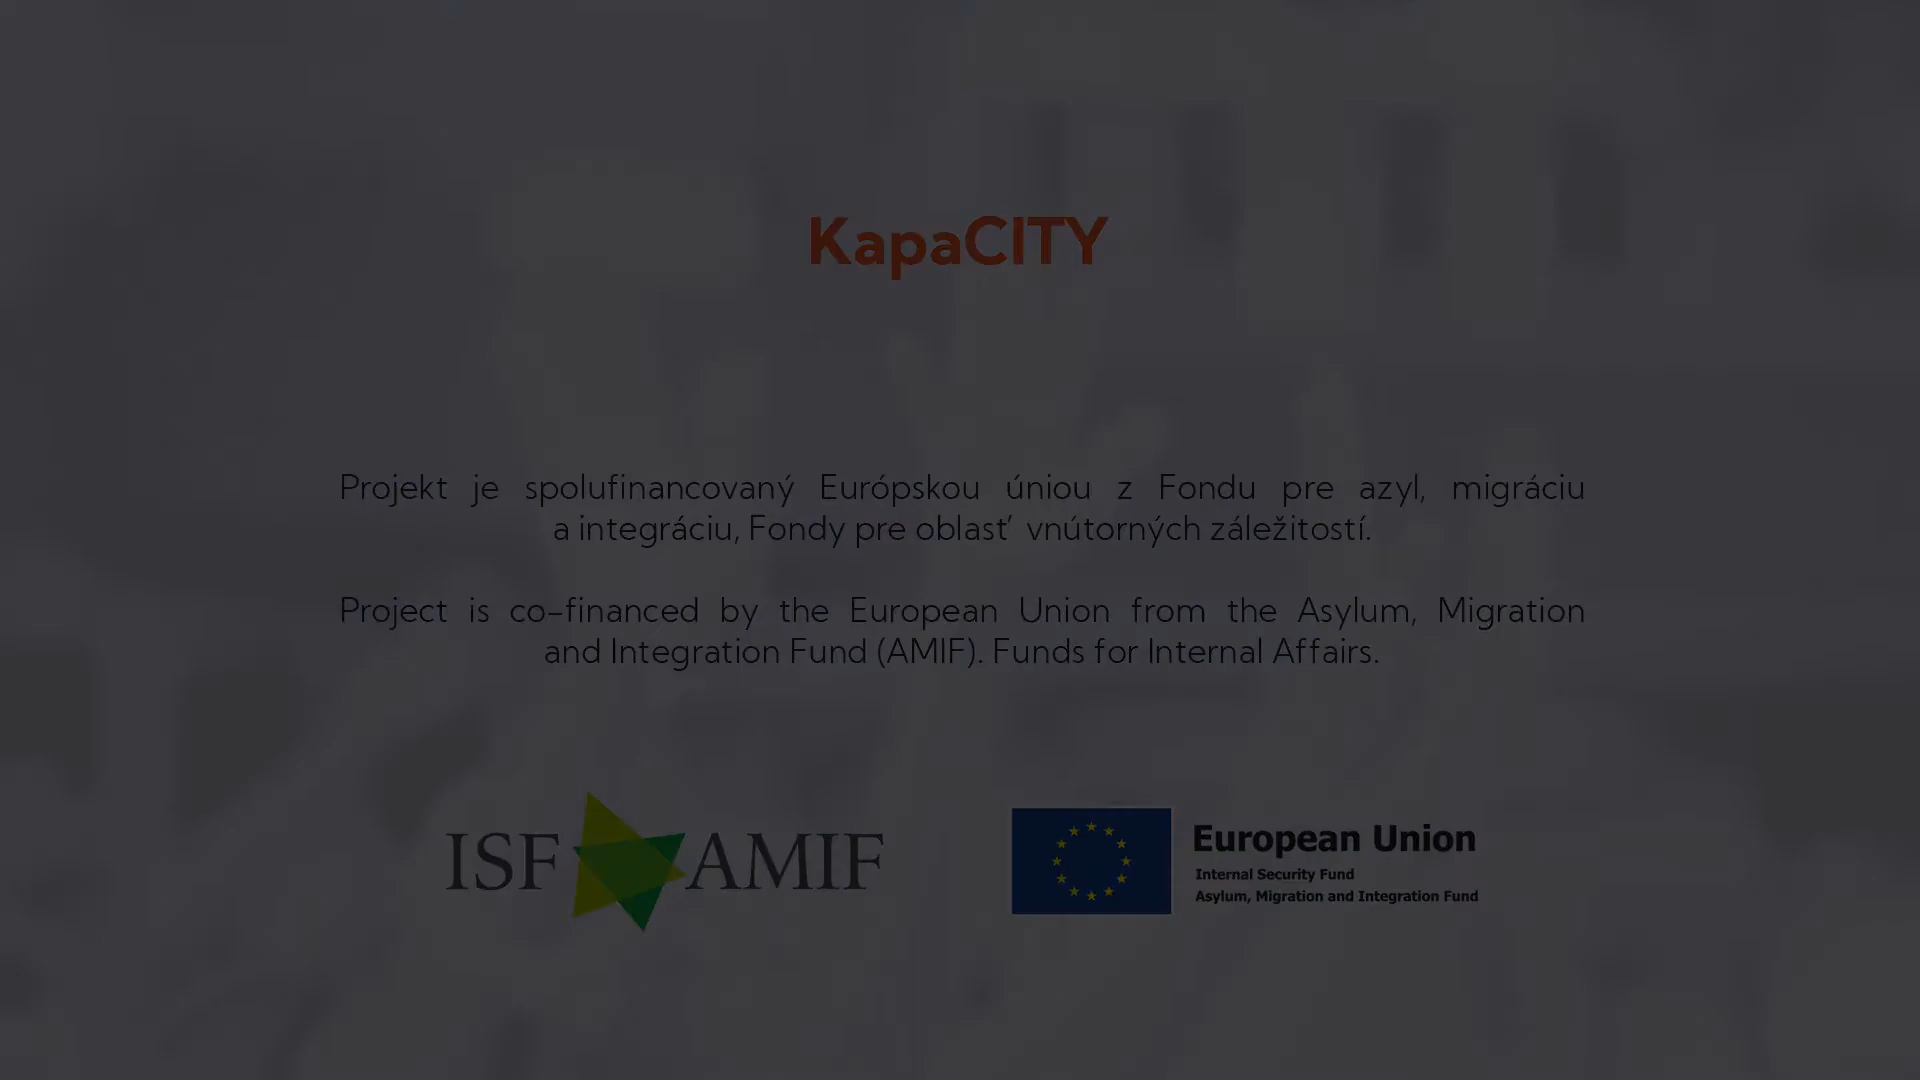 KapaCITY
Projekt je spolufinancovaný Európskou úniou z Fondu pre azyl, migráciu
a integráciu, Fondy pre oblasť vnútorných záležitostí.
Project is co-financed by the European Union from the Asylum, Migration
and Integration Fund (AMIF). Funds for Internal Affairs.
ISF AMIF
European Union
Internal Security Fund
Asylum, Migration and Integration Fund